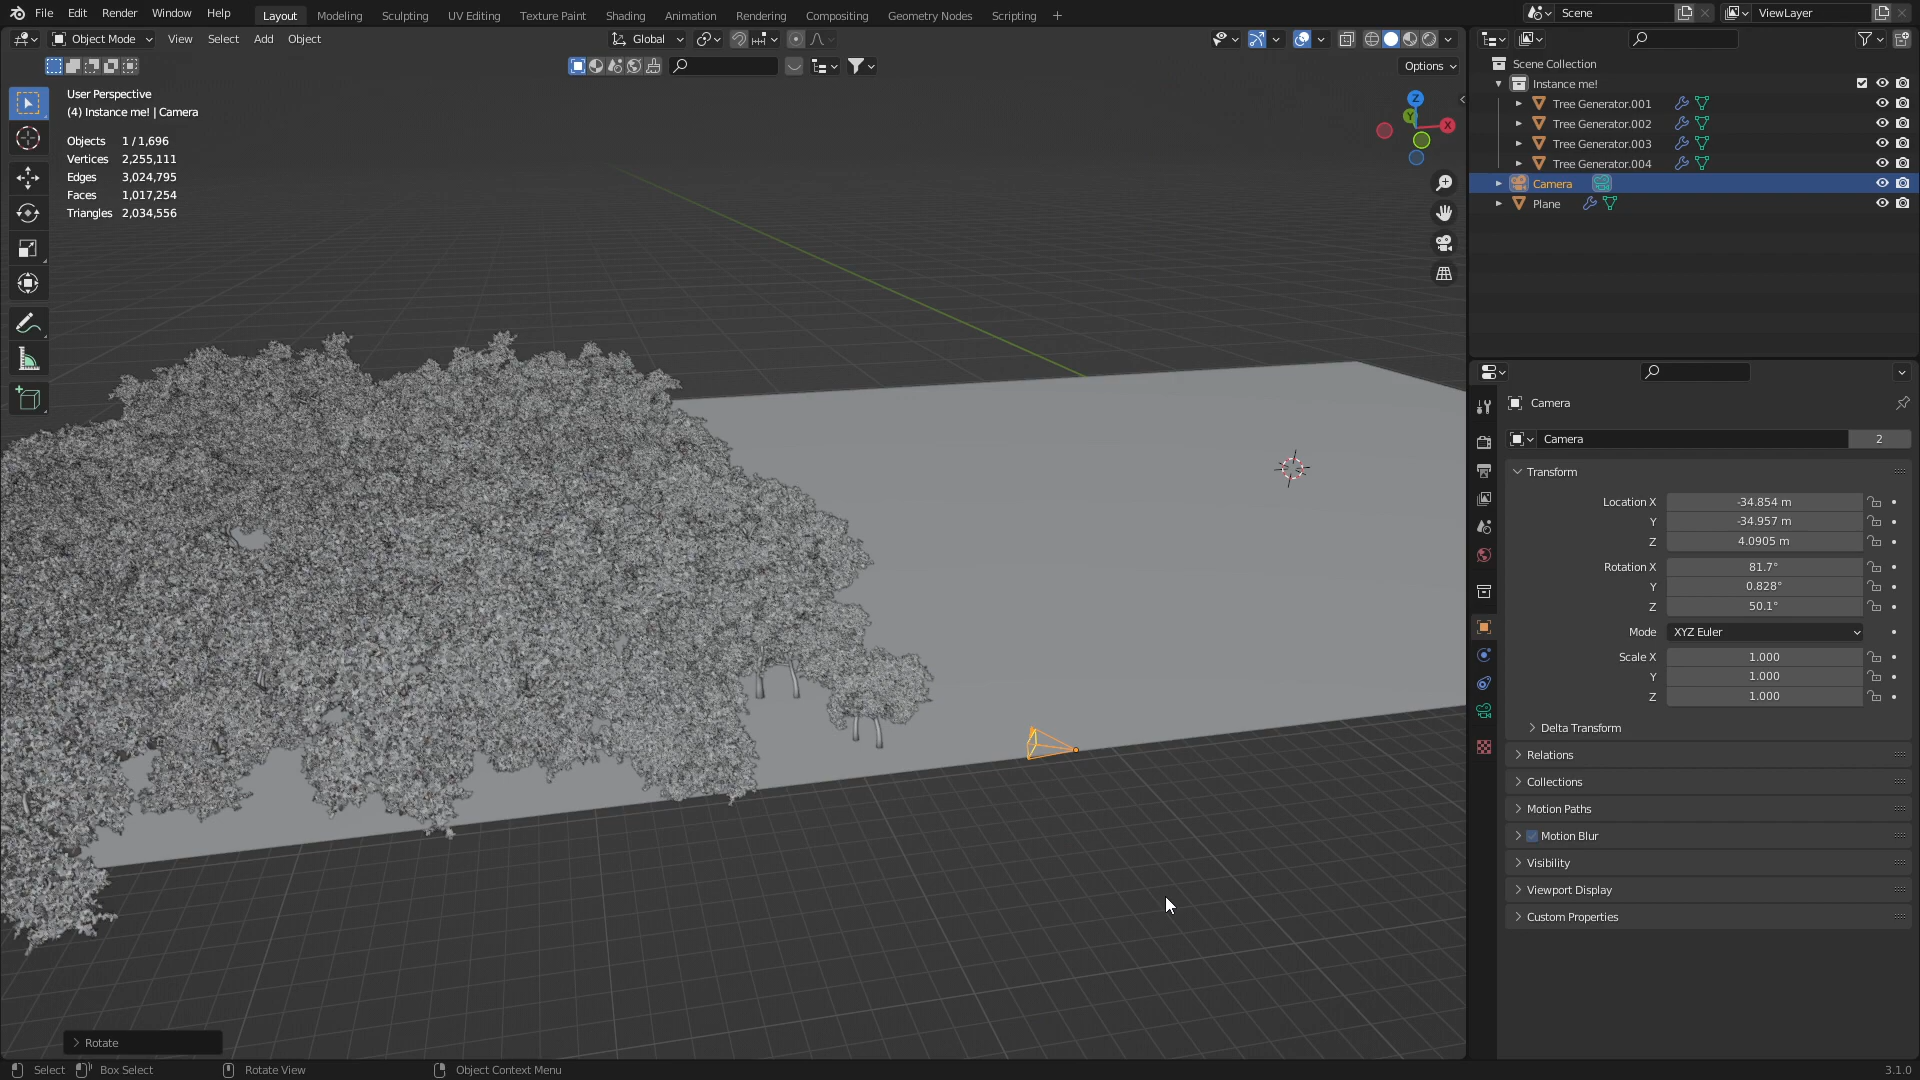 File Edit Render Window Help
Layout Modeling Sculpting UV Editing Texture Paint Shading Animation Rendering Compositing Geometry Nodes Scripting +
Scene
ViewLayer
Object Mode View Select Add Object
Global
Options
User Perspective
(4) Instance me! | Camera
Objects 1 / 1,696
Vertices 2,255,111
Edges 3,024,795
Faces 1,017,254
Triangles 2,034,556
Z
Y
X
Scene Collection
Instance me!
Tree Generator.001
Tree Generator.002
Tree Generator.003
Tree Generator.004
Camera
Plane
Camera
Camera 2
Transform
Location X -34.854 m
Y -34.957 m
Z 4.0905 m
Rotation X 81.7°
Y 0.828°
Z 50.1°
Mode XYZ Euler
Scale X 1.000
Y 1.000
Z 1.000
Delta Transform
Relations
Collections
Motion Paths
Motion Blur
Visibility
Viewport Display
Custom Properties
Rotate
Select Box Select Rotate View Object Context Menu 3.1.0